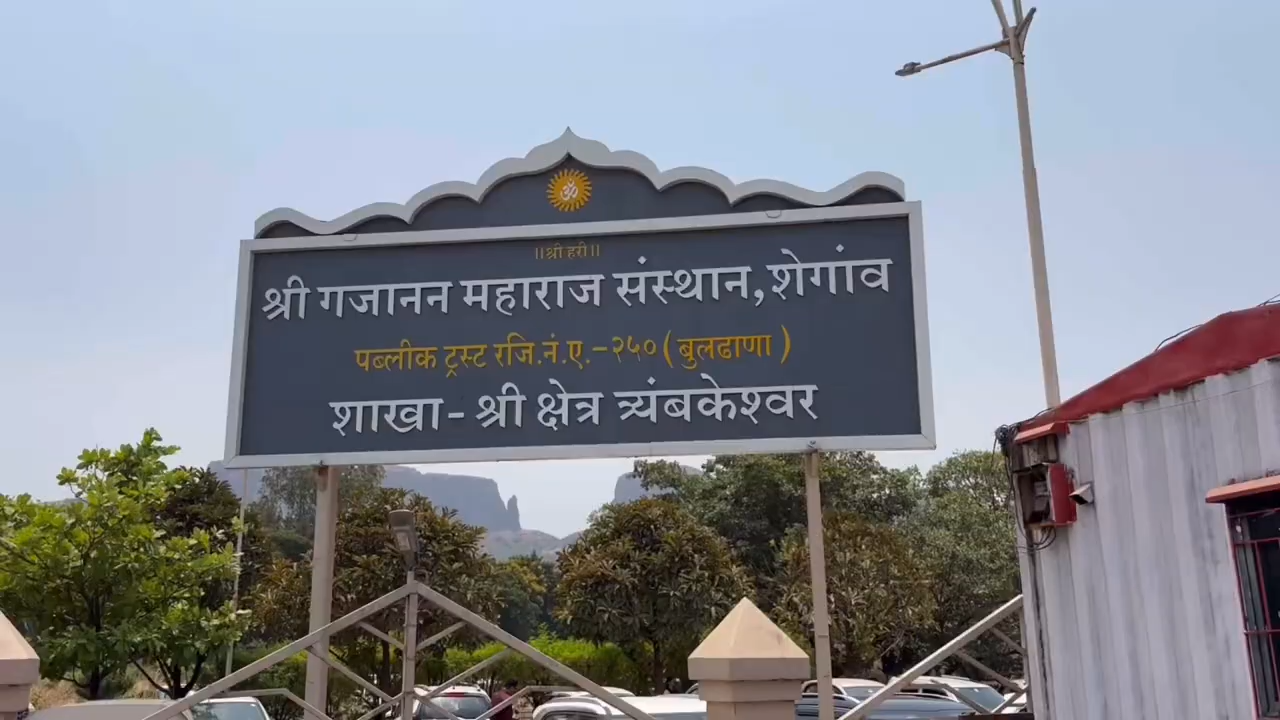 ॐ
॥श्री हरी॥
श्री गजानन महाराज संस्थान, शेगांव
पब्लीक ट्रस्ट रजि.नं.ए.-२५० (बुलढाणा)
शाखा- श्री क्षेत्र त्र्यंबकेश्वर